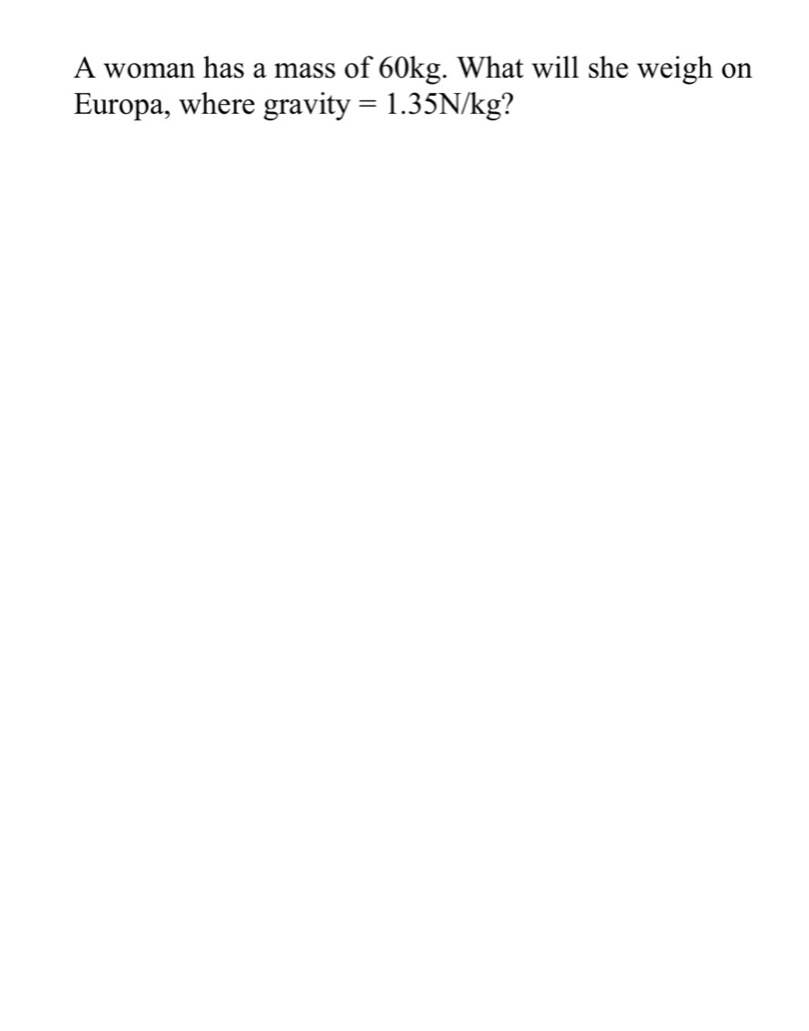 A woman has a mass of 60kg. What will she weigh on
Europa, where gravity = 1.35N/kg?